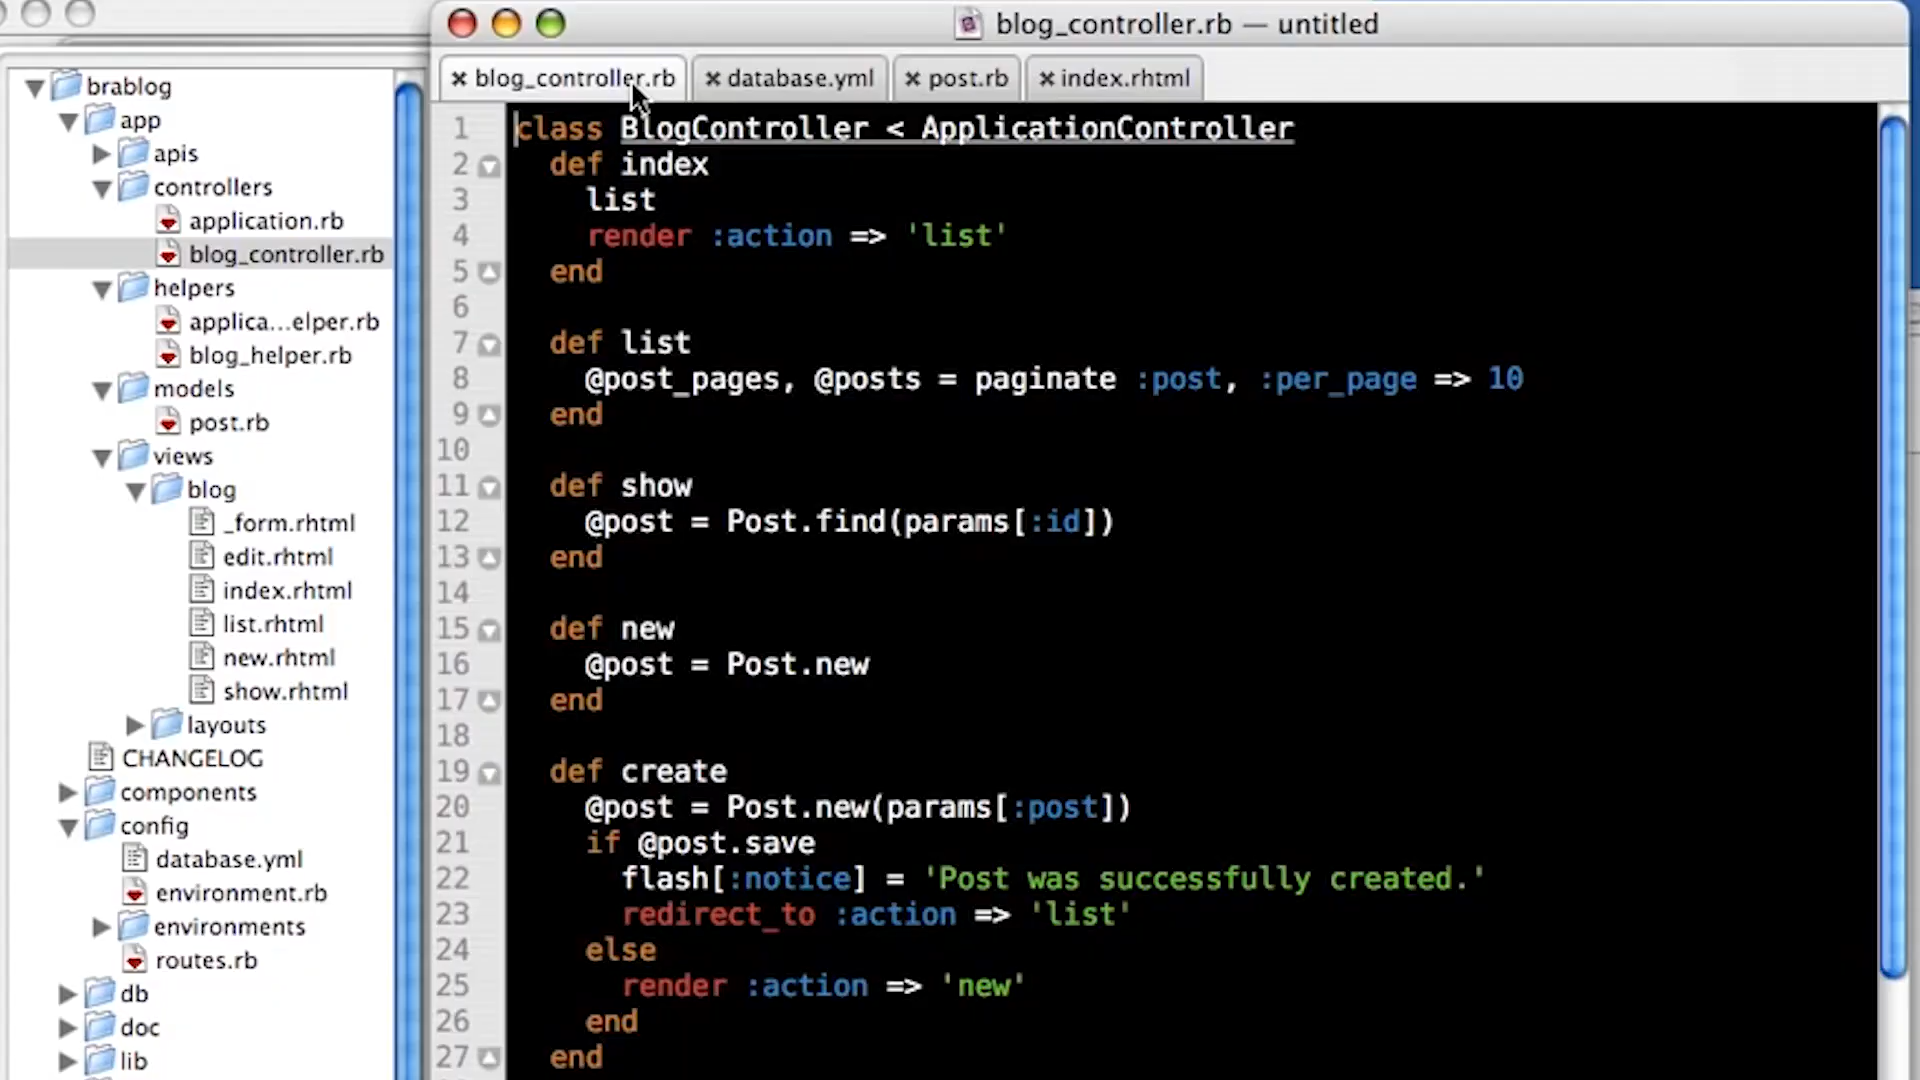 blog_controller.rb — untitled
brablog
app
apis
controllers
application.rb
blog_controller.rb
helpers
applica...elper.rb
blog_helper.rb
models
post.rb
views
blog
_form.rhtml
edit.rhtml
index.rhtml
list.rhtml
new.rhtml
show.rhtml
layouts
CHANGELOG
components
config
database.yml
environment.rb
environments
routes.rb
db
doc
lib
blog_controller.rb database.yml post.rb index.rhtml
1 class BlogController < ApplicationController
2 def index
3 list
4 render :action => 'list'
5 end
6
7 def list
8 @post_pages, @posts = paginate :post, :per_page => 10
9 end
10
11 def show
12 @post = Post.find(params[:id])
13 end
14
15 def new
16 @post = Post.new
17 end
18
19 def create
20 @post = Post.new(params[:post])
21 if @post.save
22 flash[:notice] = 'Post was successfully created.'
23 redirect_to :action => 'list'
24 else
25 render :action => 'new'
26 end
27 end